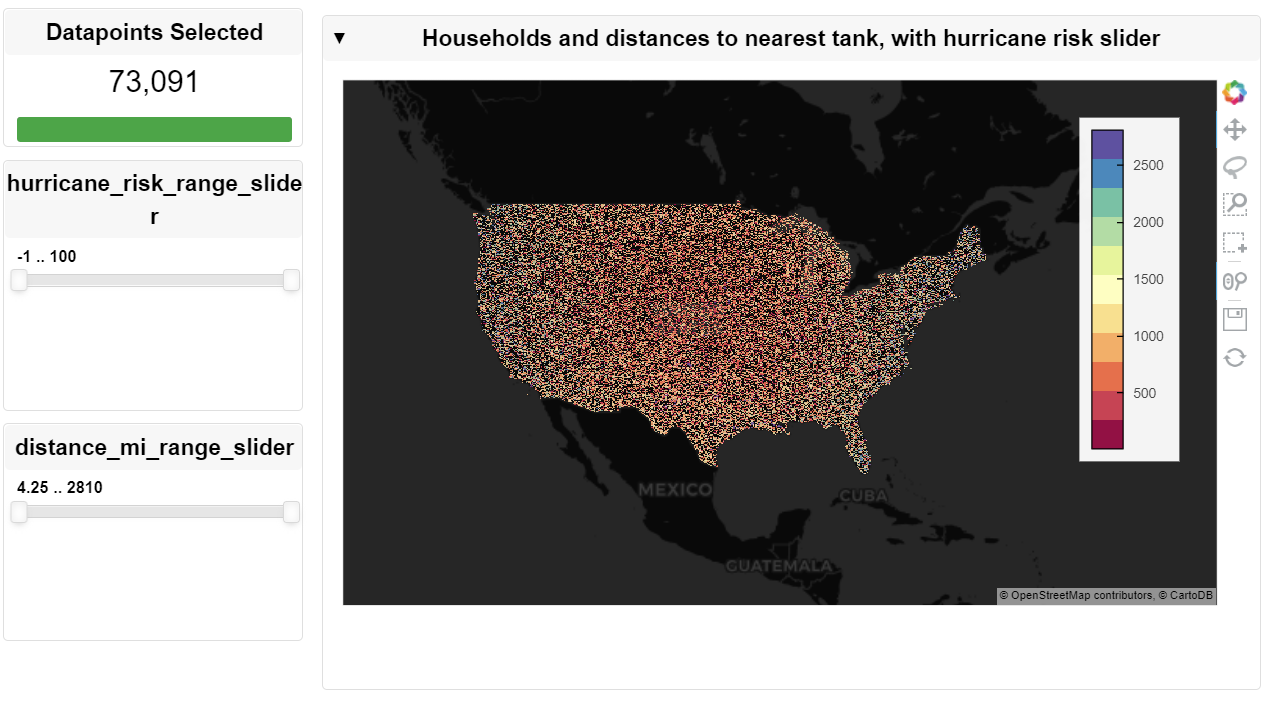 Datapoints Selected
73,091
hurricane_risk_range_slide
r
-1 .. 100
distance_mi_range_slider
4.25 .. 2810
▼ Households and distances to nearest tank, with hurricane risk slider
2500
2000
1500
1000
500
MEXICO
CUBA
GUATEMALA
© OpenStreetMap contributors, © CartoDB